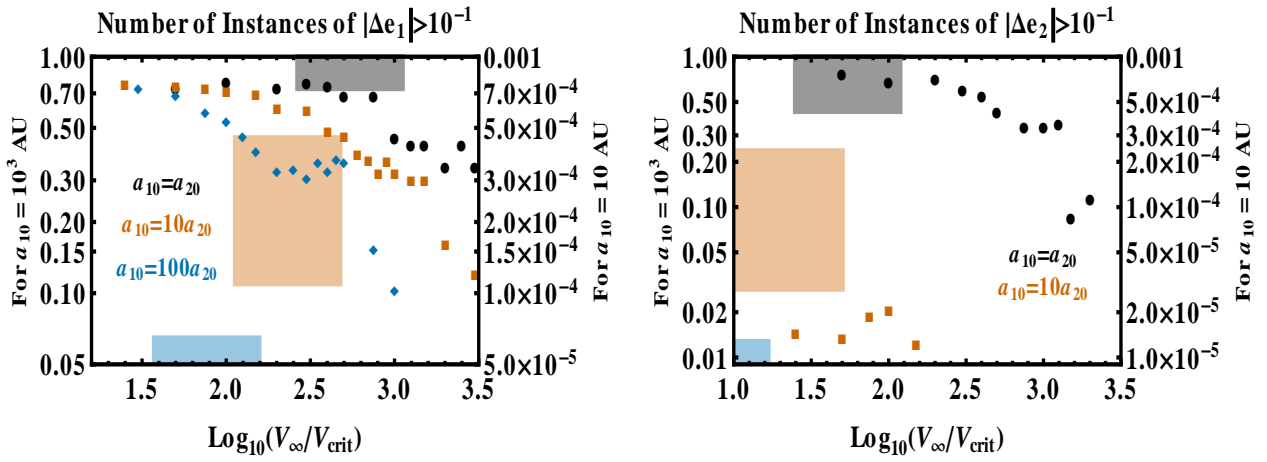 Number of Instances of |Δe₁|>10⁻¹
1.00
0.70
0.50
0.30
0.20
0.15
0.10
0.05
For a₁₀ = 10³ AU
a₁₀=a₂₀
a₁₀=10a₂₀
a₁₀=100a₂₀
0.001
7.0×10⁻⁴
5.0×10⁻⁴
3.0×10⁻⁴
2.0×10⁻⁴
1.5×10⁻⁴
1.0×10⁻⁴
5.0×10⁻⁵
For a₁₀ = 10 AU
1.5 2.0 2.5 3.0 3.5
Log₁₀(V∞/Vcrit)
Number of Instances of |Δe₂|>10⁻¹
1.00
0.50
0.30
0.20
0.10
0.05
0.02
0.01
For a₁₀ = 10³ AU
a₁₀=a₂₀
a₁₀=10a₂₀
0.001
5.0×10⁻⁴
3.0×10⁻⁴
2.0×10⁻⁴
1.0×10⁻⁴
5.0×10⁻⁵
2.0×10⁻⁵
1.0×10⁻⁵
For a₁₀ = 10 AU
1.0 1.5 2.0 2.5 3.0 3.5
Log₁₀(V∞/Vcrit)